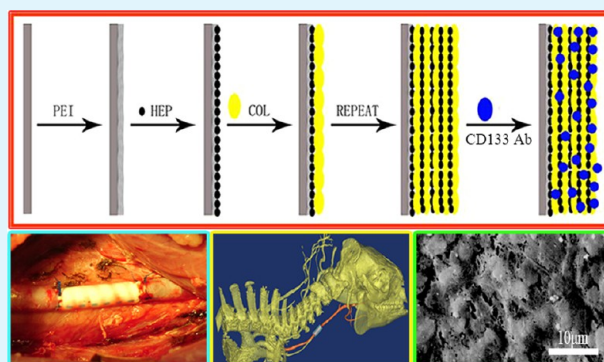 PEI
HEP
COL
REPEAT
CD133 Ab
10μm